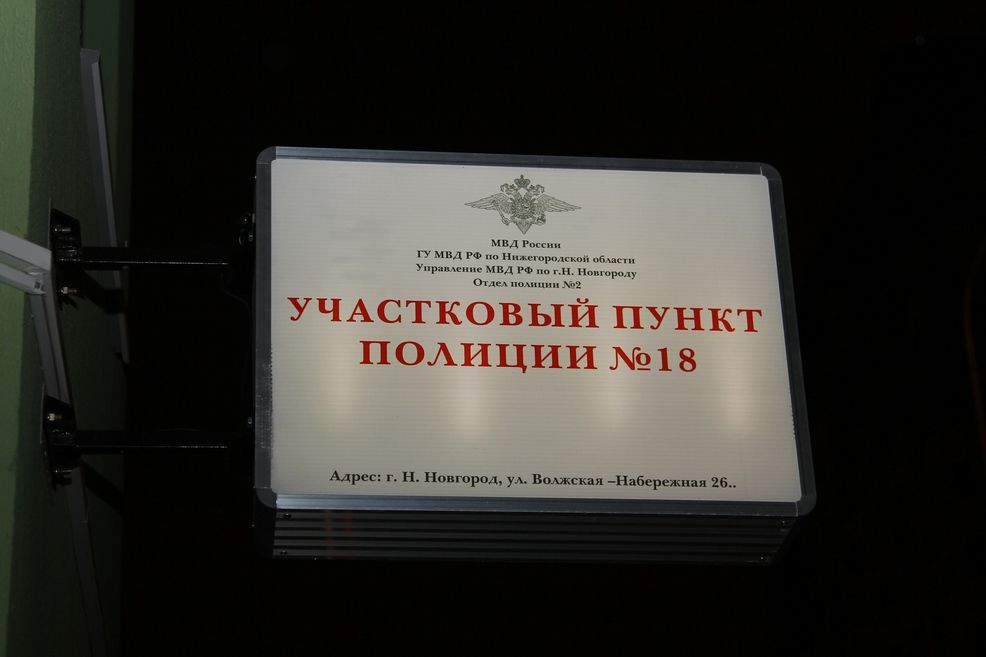 МВД России
ГУ МВД РФ по Нижегородской области
Управление МВД РФ по г.Н. Новгороду
Отдел полиции №2
УЧАСТКОВЫЙ ПУНКТ
ПОЛИЦИИ №18
Адрес: г. Н. Новгород, ул. Волжская –Набережная 26..